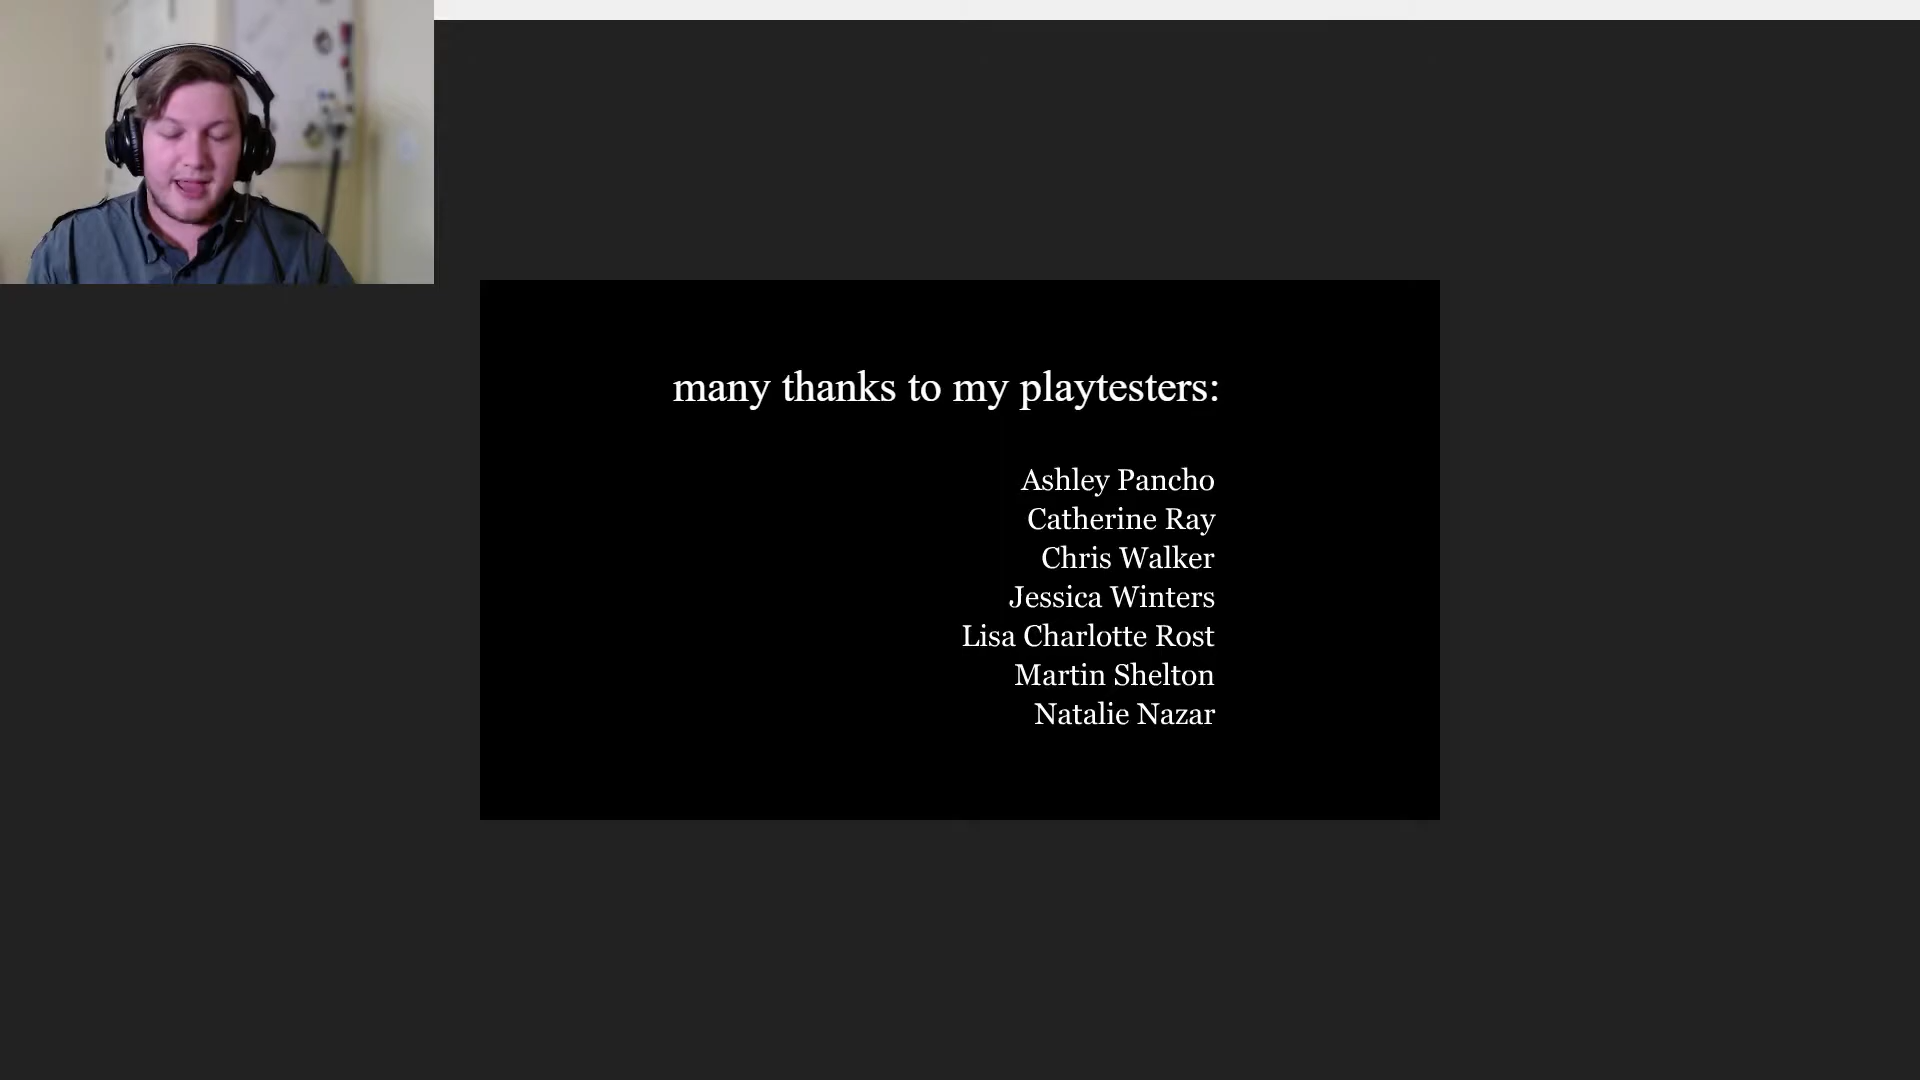 many thanks to my playtesters:
Ashley Pancho
Catherine Ray
Chris Walker
Jessica Winters
Lisa Charlotte Rost
Martin Shelton
Natalie Nazar